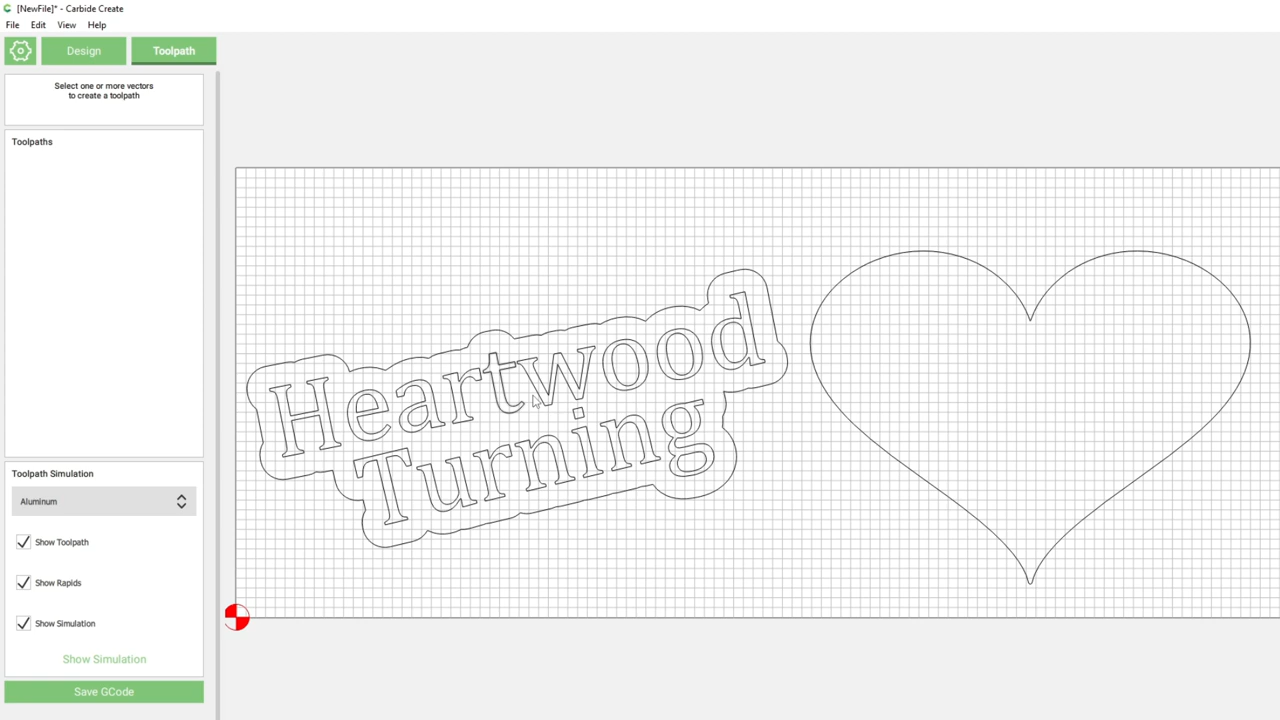 [NewFile]* - Carbide Create
File Edit View Help
Design Toolpath
Select one or more vectors
to create a toolpath
Toolpaths
Toolpath Simulation
Aluminum
Show Toolpath
Show Rapids
Show Simulation
Show Simulation
Save GCode
Heartwood
Turning